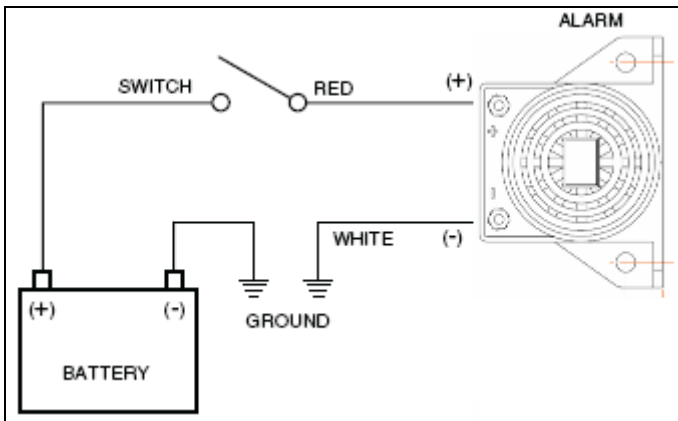 ALARM
SWITCH
RED
(+)
+
-
WHITE
(-)
GROUND
(+)
(-)
BATTERY